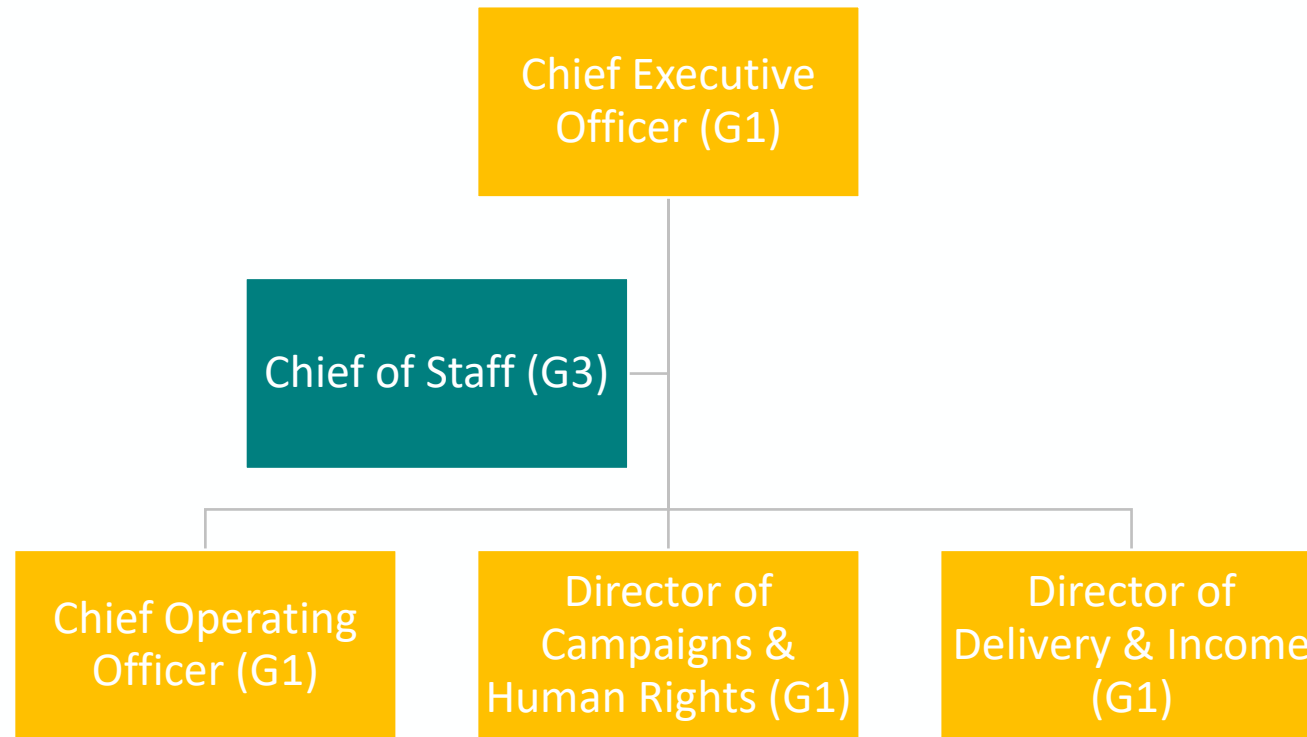 Chief Executive
Officer (G1)
Chief of Staff (G3)
Chief Operating
Officer (G1)
Director of
Campaigns &
Human Rights (G1)
Director of
Delivery & Income
(G1)